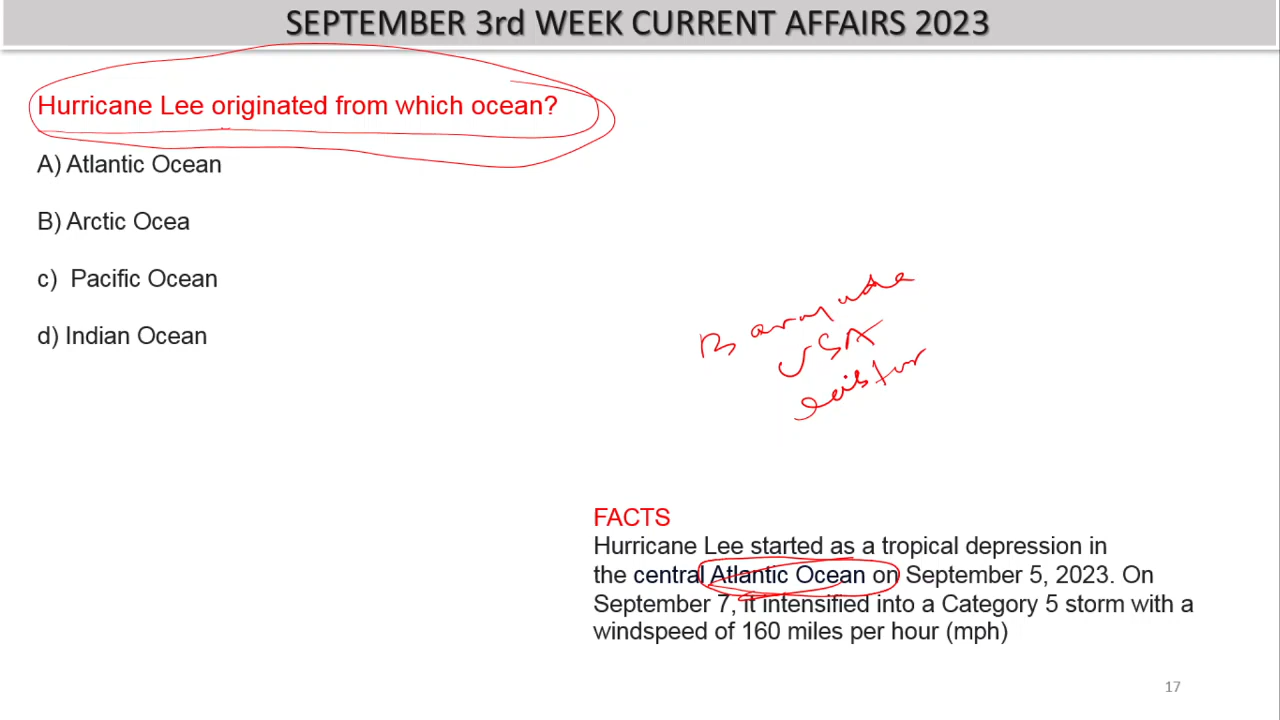 SEPTEMBER 3rd WEEK CURRENT AFFAIRS 2023
Hurricane Lee originated from which ocean?
A) Atlantic Ocean
B) Arctic Ocea
c) Pacific Ocean
d) Indian Ocean
USA
FACTS
Hurricane Lee started as a tropical depression in
the central Atlantic Ocean on September 5, 2023. On
September 7, it intensified into a Category 5 storm with a
windspeed of 160 miles per hour (mph)
17